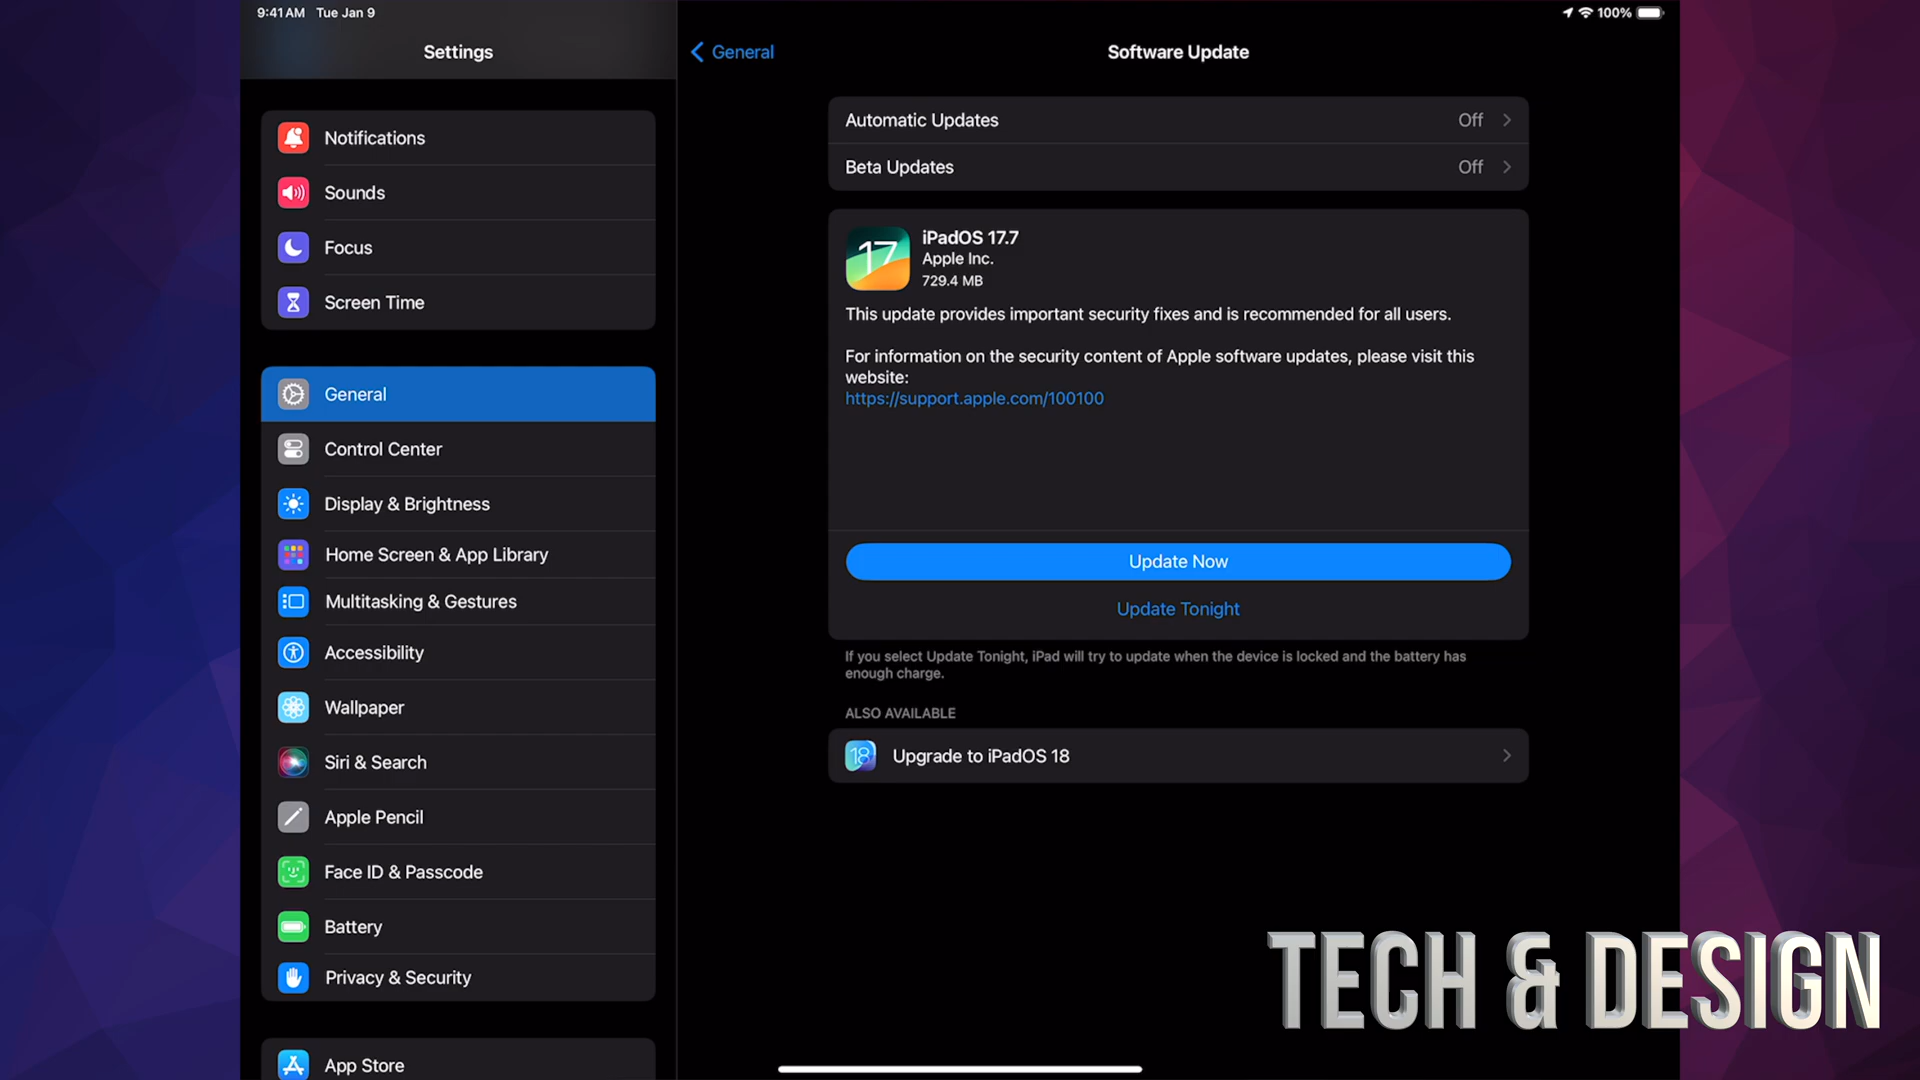 9:41AM Tue Jan 9
100%
Settings
Notifications
Sounds
Focus
Screen Time
General
Control Center
Display & Brightness
Home Screen & App Library
Multitasking & Gestures
Accessibility
Wallpaper
Siri & Search
Apple Pencil
Face ID & Passcode
Battery
Privacy & Security
App Store
General
Software Update
Automatic Updates Off
Beta Updates Off
17
iPadOS 17.7
Apple Inc.
729.4 MB
This update provides important security fixes and is recommended for all users.
For information on the security content of Apple software updates, please visit this
website:
https://support.apple.com/100100
Update Now
Update Tonight
If you select Update Tonight, iPad will try to update when the device is locked and the battery has
enough charge.
ALSO AVAILABLE
18
Upgrade to iPadOS 18
TECH & DESIGN